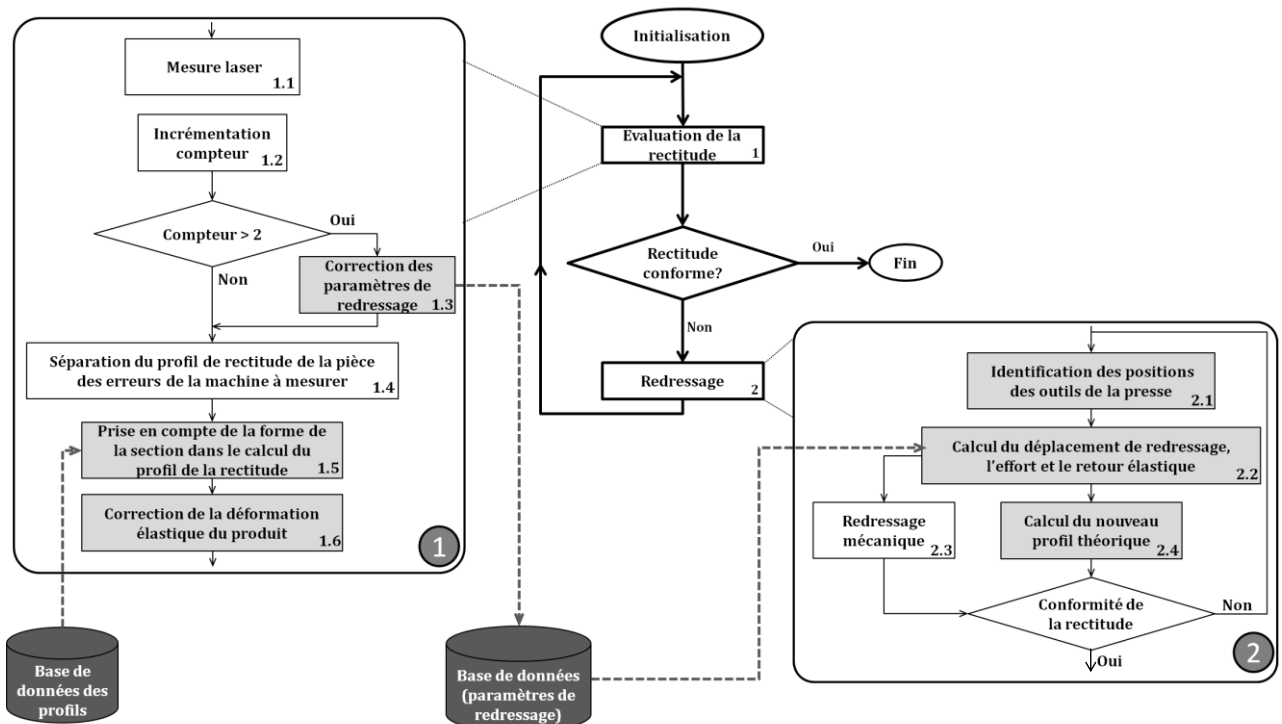 Mesure laser
1.1
Incrémentation
compteur
1.2
Compteur > 2
Oui
Non
Correction des
paramètres de
redressage
1.3
Séparation du profil de rectitude de la pièce
des erreurs de la machine à mesurer
1.4
Prise en compte de la forme de
la section dans le calcul du
profil de la rectitude
1.5
Correction de la déformation
élastique du produit
1.6
1
Base de
données des
profils
Initialisation
Evaluation de la
rectitude
1
Rectitude
conforme?
Oui
Fin
Non
Redressage
2
Base de données
(paramètres de
redressage)
Identification des positions
des outils de la presse
2.1
Calcul du déplacement de redressage,
l'effort et le retour élastique
2.2
Redressage
mécanique
2.3
Calcul du nouveau
profil théorique
2.4
Conformité de
la rectitude
Non
Oui
2